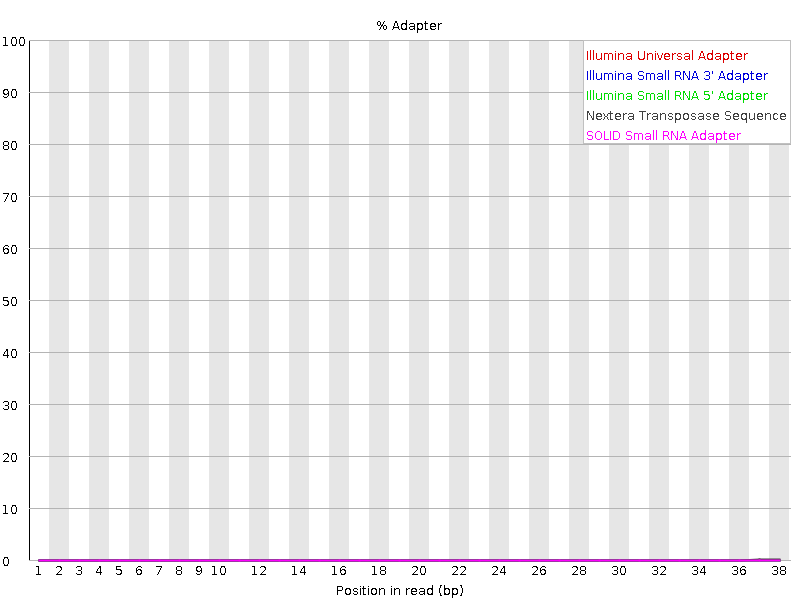 % Adapter
100
90
80
70
60
50
40
30
20
10
0
Illumina Universal Adapter
Illumina Small RNA 3' Adapter
Illumina Small RNA 5' Adapter
Nextera Transposase Sequence
SOLID Small RNA Adapter
1 2 3 4 5 6 7 8 9 10 12 14 16 18 20 22 24 26 28 30 32 34 36 38
Position in read (bp)